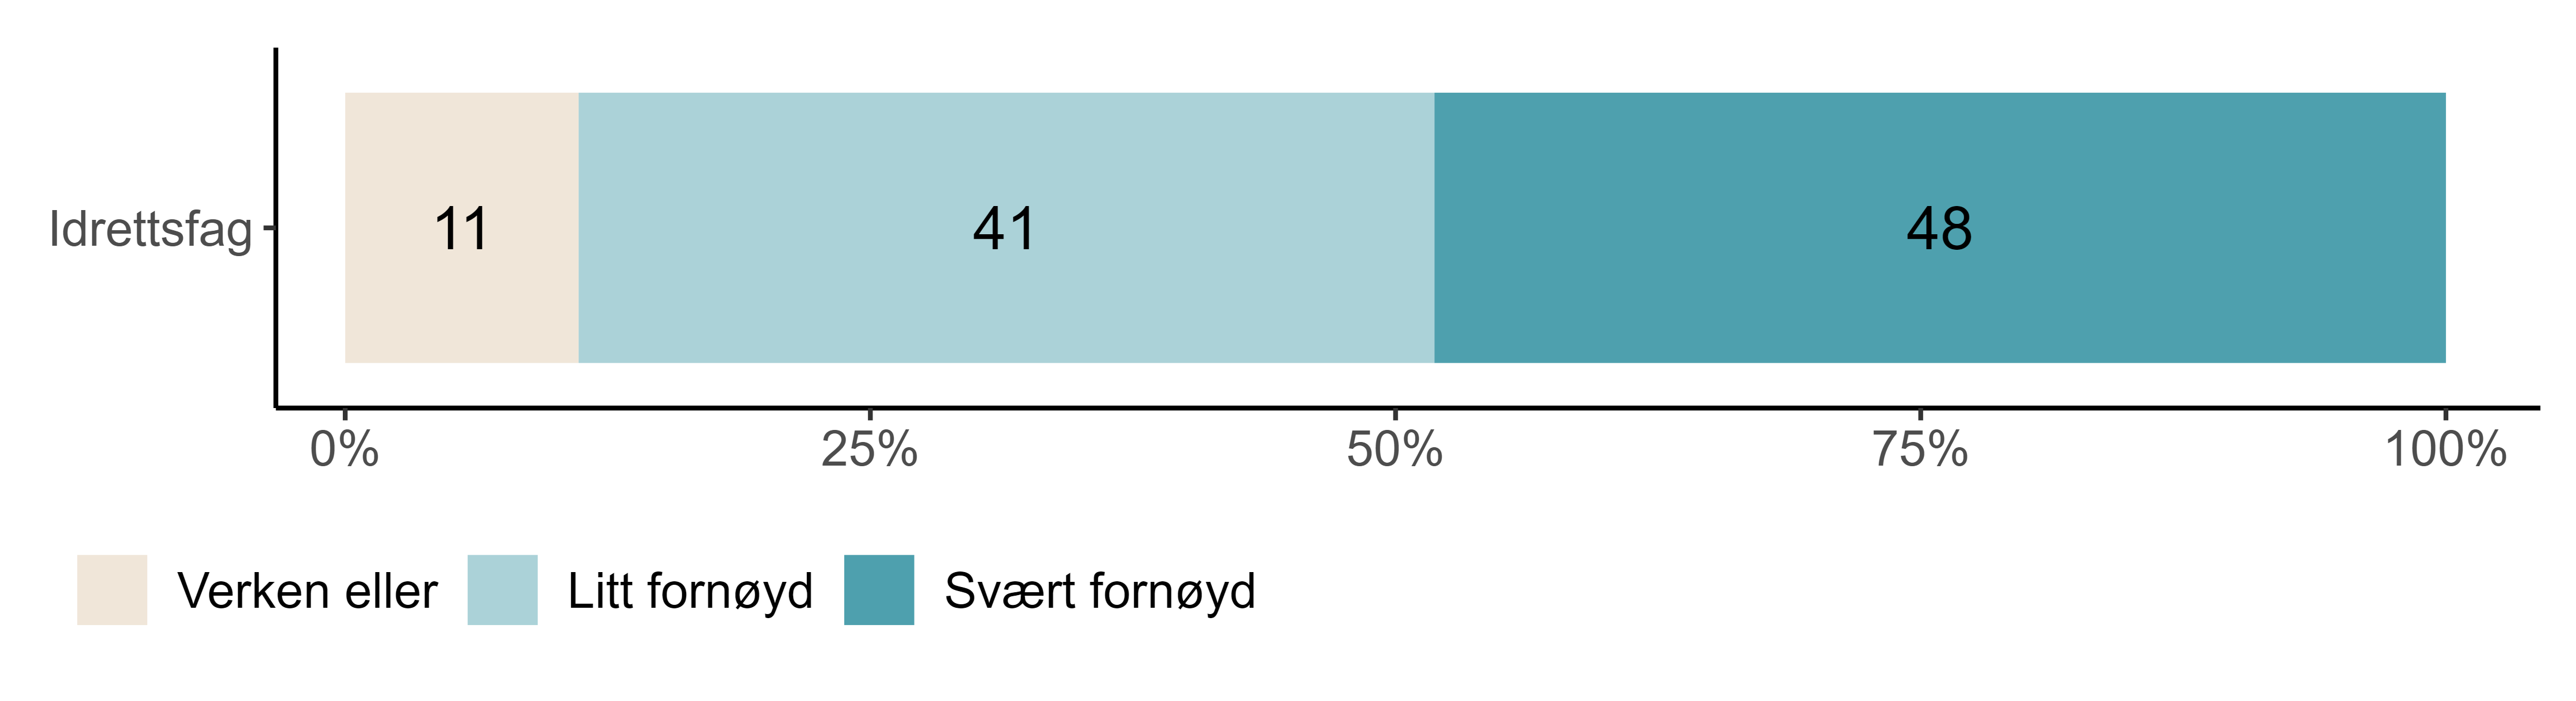 Idrettsfag 11 41 48
0% 25% 50% 75% 100%
Verken eller Litt fornøyd Svært fornøyd